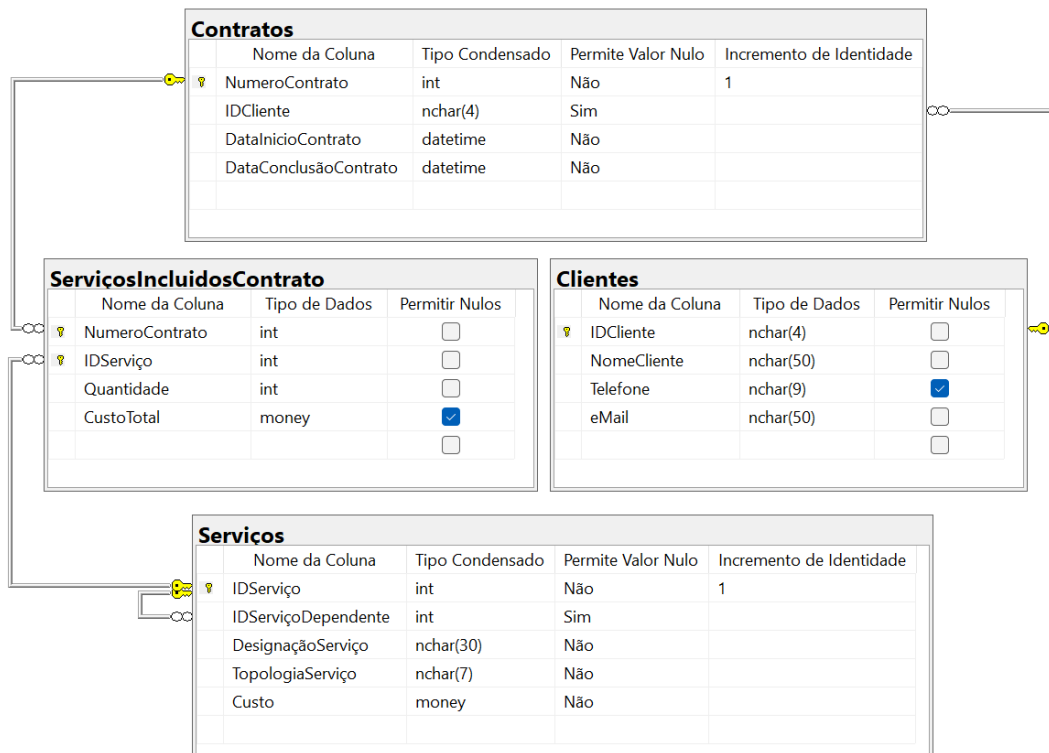 Contratos
Nome da Coluna Tipo Condensado Permite Valor Nulo Incremento de Identidade
NumeroContrato int Não 1
IDCliente nchar(4) Sim
DataInicioContrato datetime Não
DataConclusãoContrato datetime Não
ServiçosIncluidosContrato
Nome da Coluna Tipo de Dados Permitir Nulos
NumeroContrato int
IDServiço int
Quantidade int
CustoTotal money
Clientes
Nome da Coluna Tipo de Dados Permitir Nulos
IDCliente nchar(4)
NomeCliente nchar(50)
Telefone nchar(9)
eMail nchar(50)
Serviços
Nome da Coluna Tipo Condensado Permite Valor Nulo Incremento de Identidade
IDServiço int Não 1
IDServiçoDependente int Sim
DesignaçãoServiço nchar(30) Não
TopologiaServiço nchar(7) Não
Custo money Não